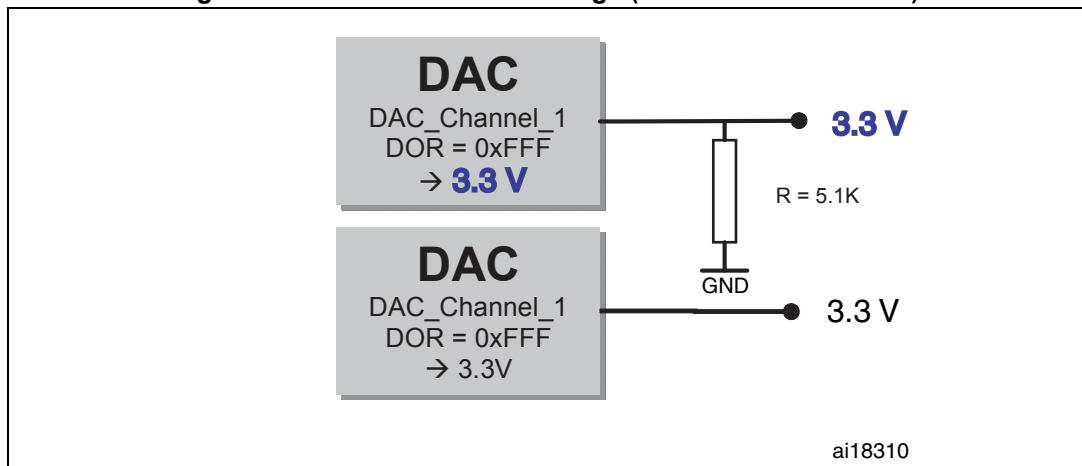 DAC
DAC_Channel_1
DOR = 0xFFF
→ 3.3 V
3.3 V
R = 5.1K
GND
DAC
DAC_Channel_1
DOR = 0xFFF
→ 3.3V
3.3 V
ai18310